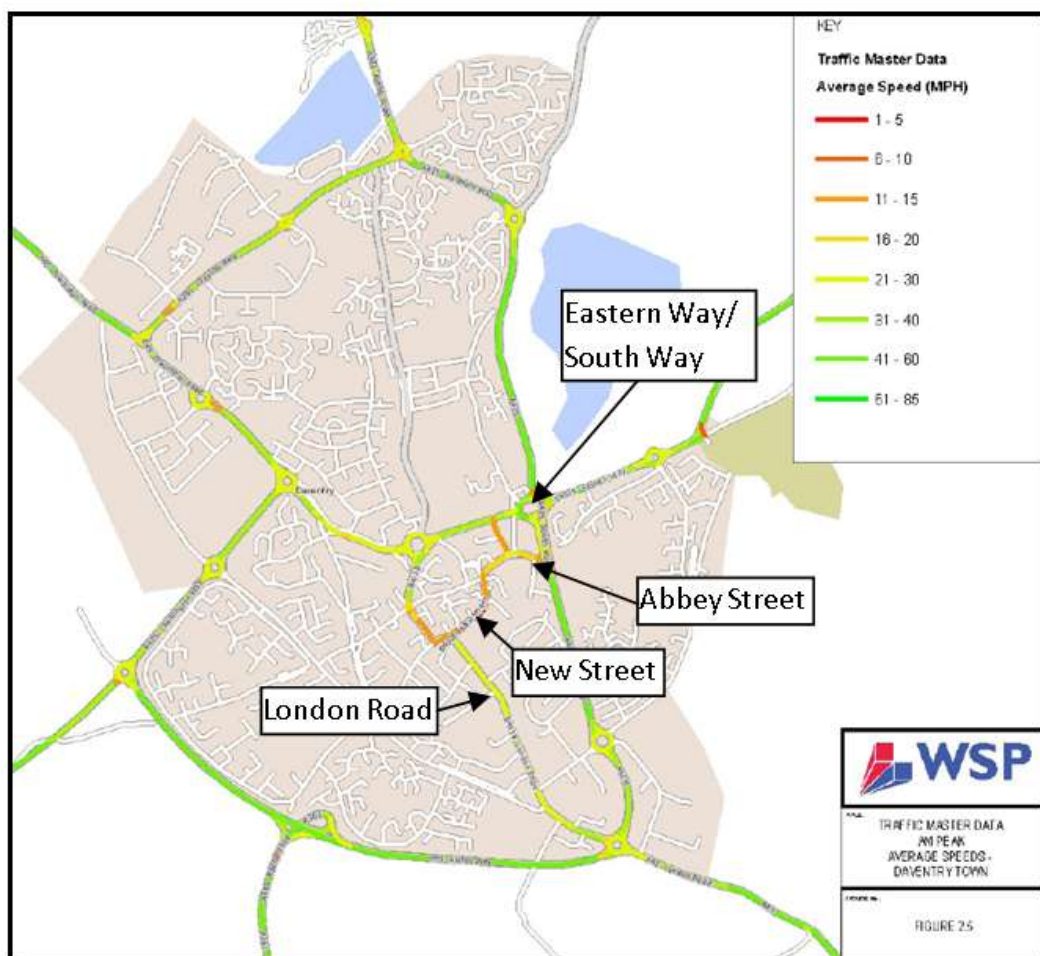 KEY
Traffic Master Data
Average Speed (MPH)
1 - 5
6 - 10
11 - 15
16 - 20
21 - 30
31 - 40
41 - 60
61 - 85
Eastern Way/
South Way
Daventry
Abbey Street
New Street
London Road
WSP
TRAFFIC MASTER DATA
AM PEAK
AVERAGE SPEEDS -
DAVENTRY TOWN
FIGURE 2.5